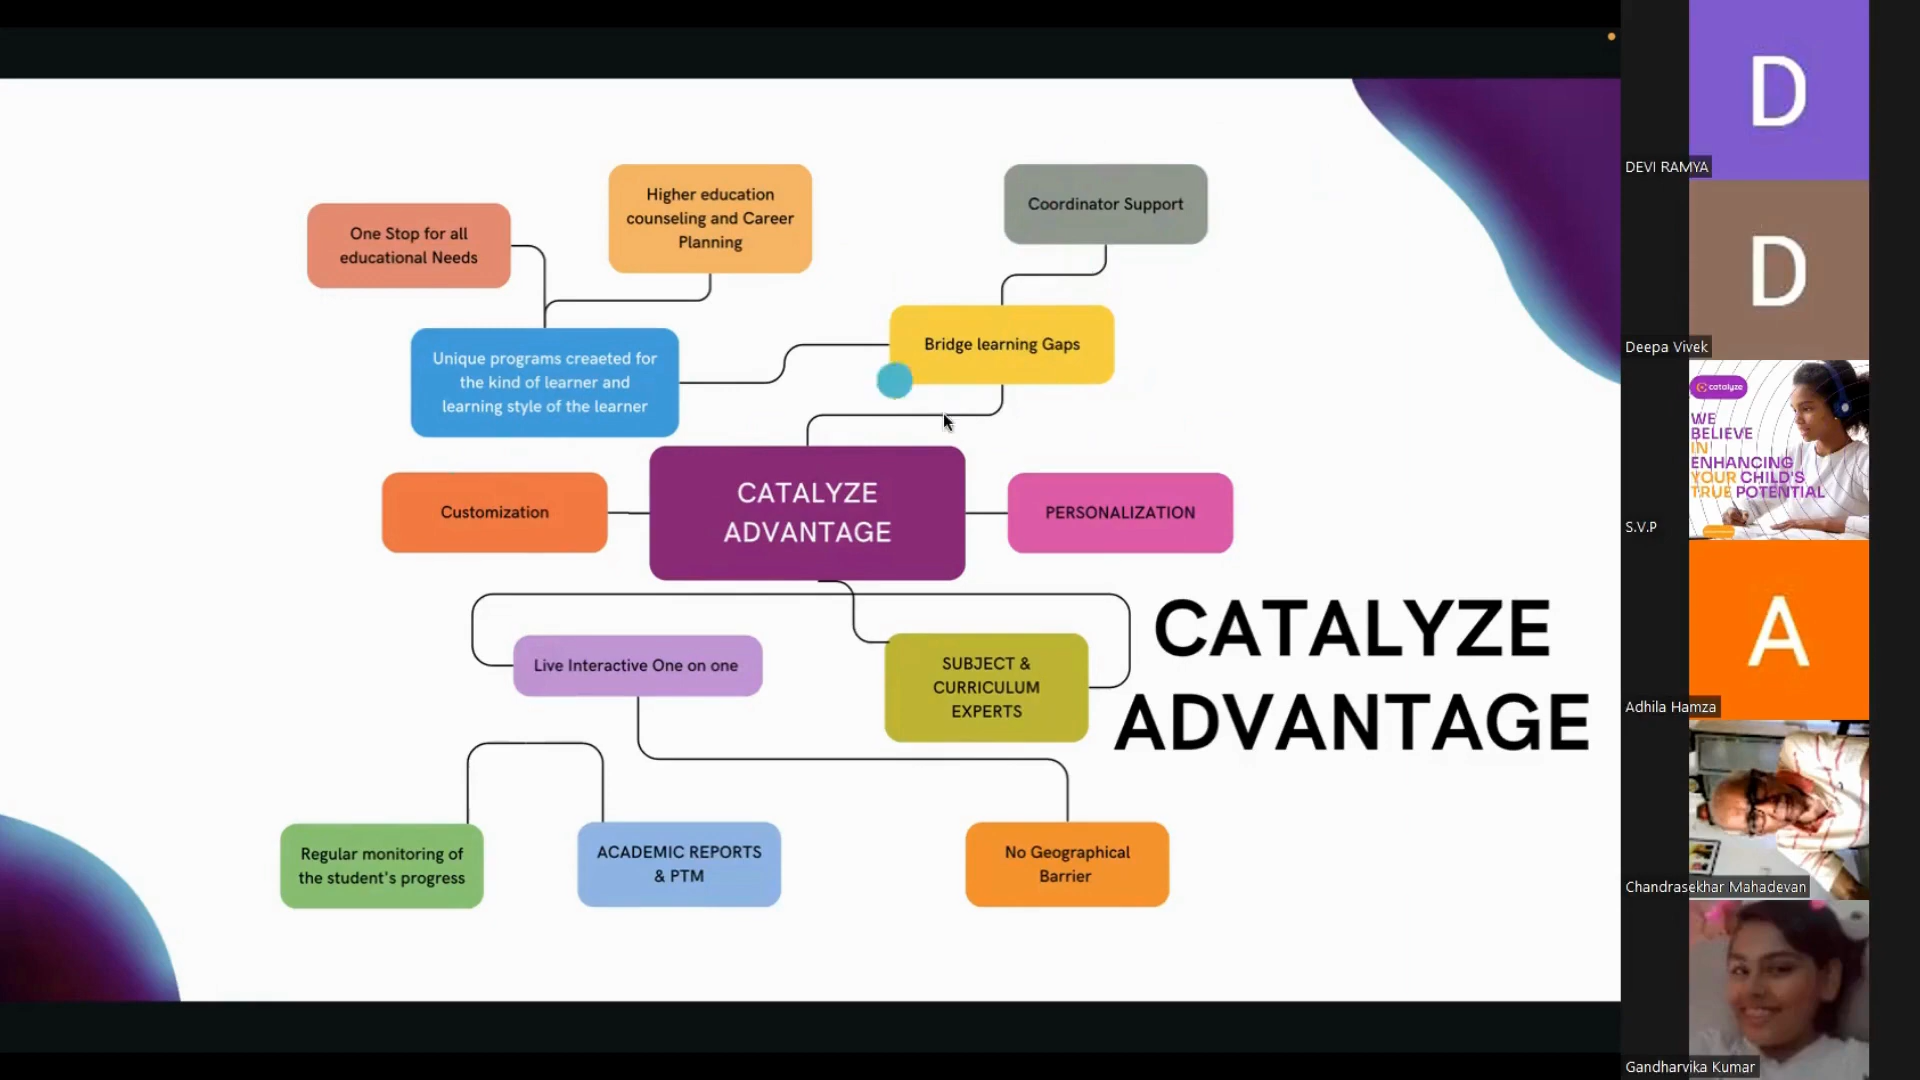 One Stop for all
educational Needs
Higher education
counseling and Career
Planning
Coordinator Support
Unique programs creaeted for
the kind of learner and
learning style of the learner
Bridge learning Gaps
Customization
CATALYZE
ADVANTAGE
PERSONALIZATION
Live Interactive One on one
SUBJECT &
CURRICULUM
EXPERTS
CATALYZE
ADVANTAGE
Regular monitoring of
the student's progress
ACADEMIC REPORTS
& PTM
No Geographical
Barrier
D
DEVI RAMYA
D
Deepa Vivek
catalyze
WE
BELIEVE
IN
ENHANCING
YOUR CHILD'S
TRUE POTENTIAL
S.V.P
A
Adhila Hamza
Chandrasekhar Mahadevan
Gandharvika Kumar